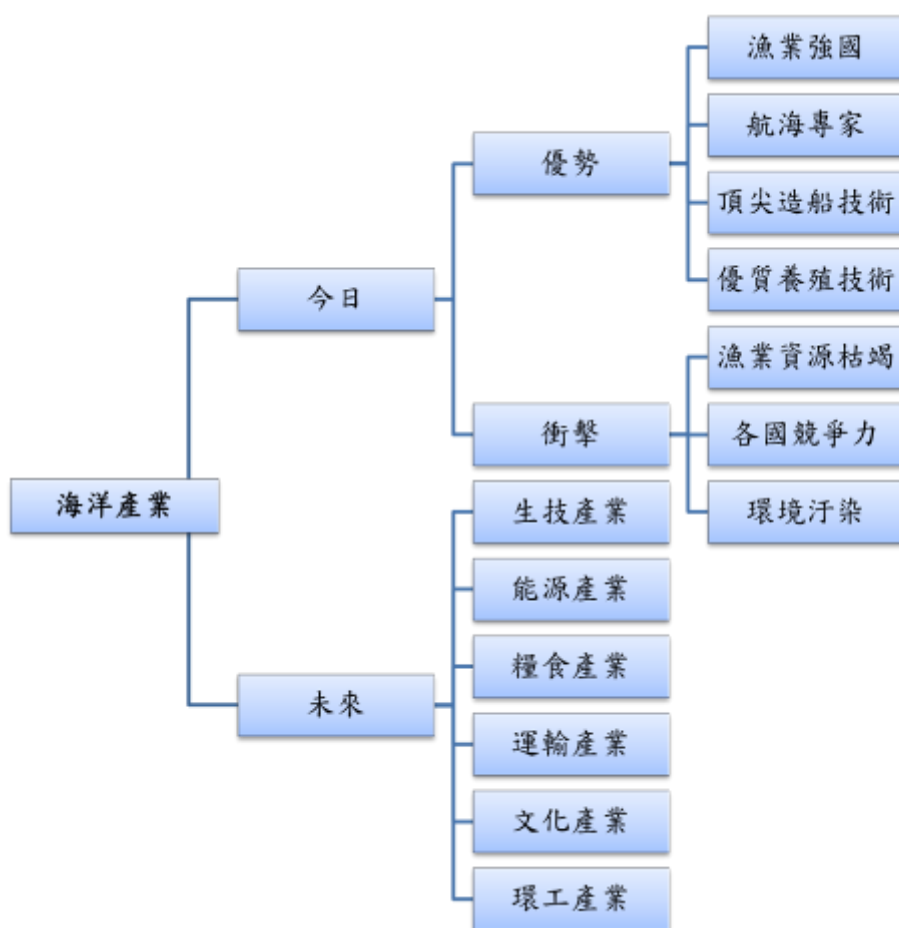 海洋產業
今日
優勢
漁業強國
航海專家
頂尖造船技術
優質養殖技術
衝擊
漁業資源枯竭
各國競爭力
環境汙染
未來
生技產業
能源產業
糧食產業
運輸產業
文化產業
環工產業